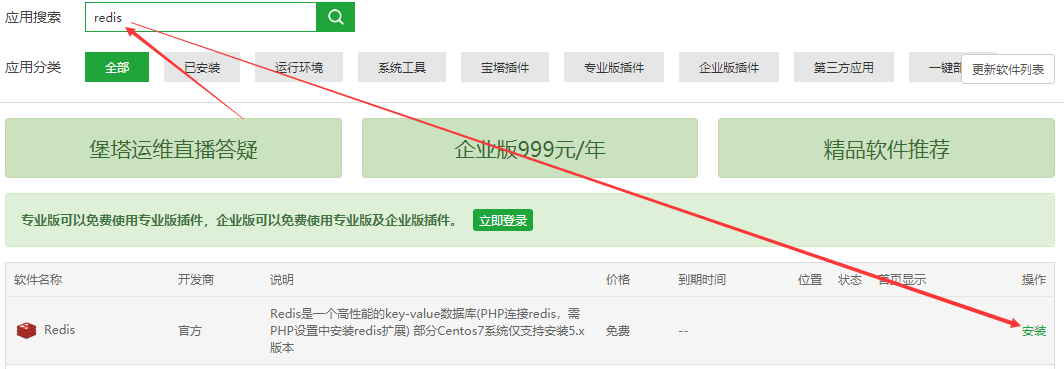 应用搜索 redis
应用分类 全部 已安装 运行环境 系统工具 宝塔插件 专业版插件 企业版插件 第三方应用 一键部 更新软件列表
堡塔运维直播答疑 企业版999元/年 精品软件推荐
专业版可以免费使用专业版插件，企业版可以免费使用专业版及企业版插件。 立即登录
软件名称 开发商 说明 价格 到期时间 位置 状态 首页显示 操作
Redis 官方 Redis是一个高性能的key-value数据库(PHP连接redis，需
PHP设置中安装redis扩展) 部分Centos7系统仅支持安装5.x 免费 -- 安装
版本